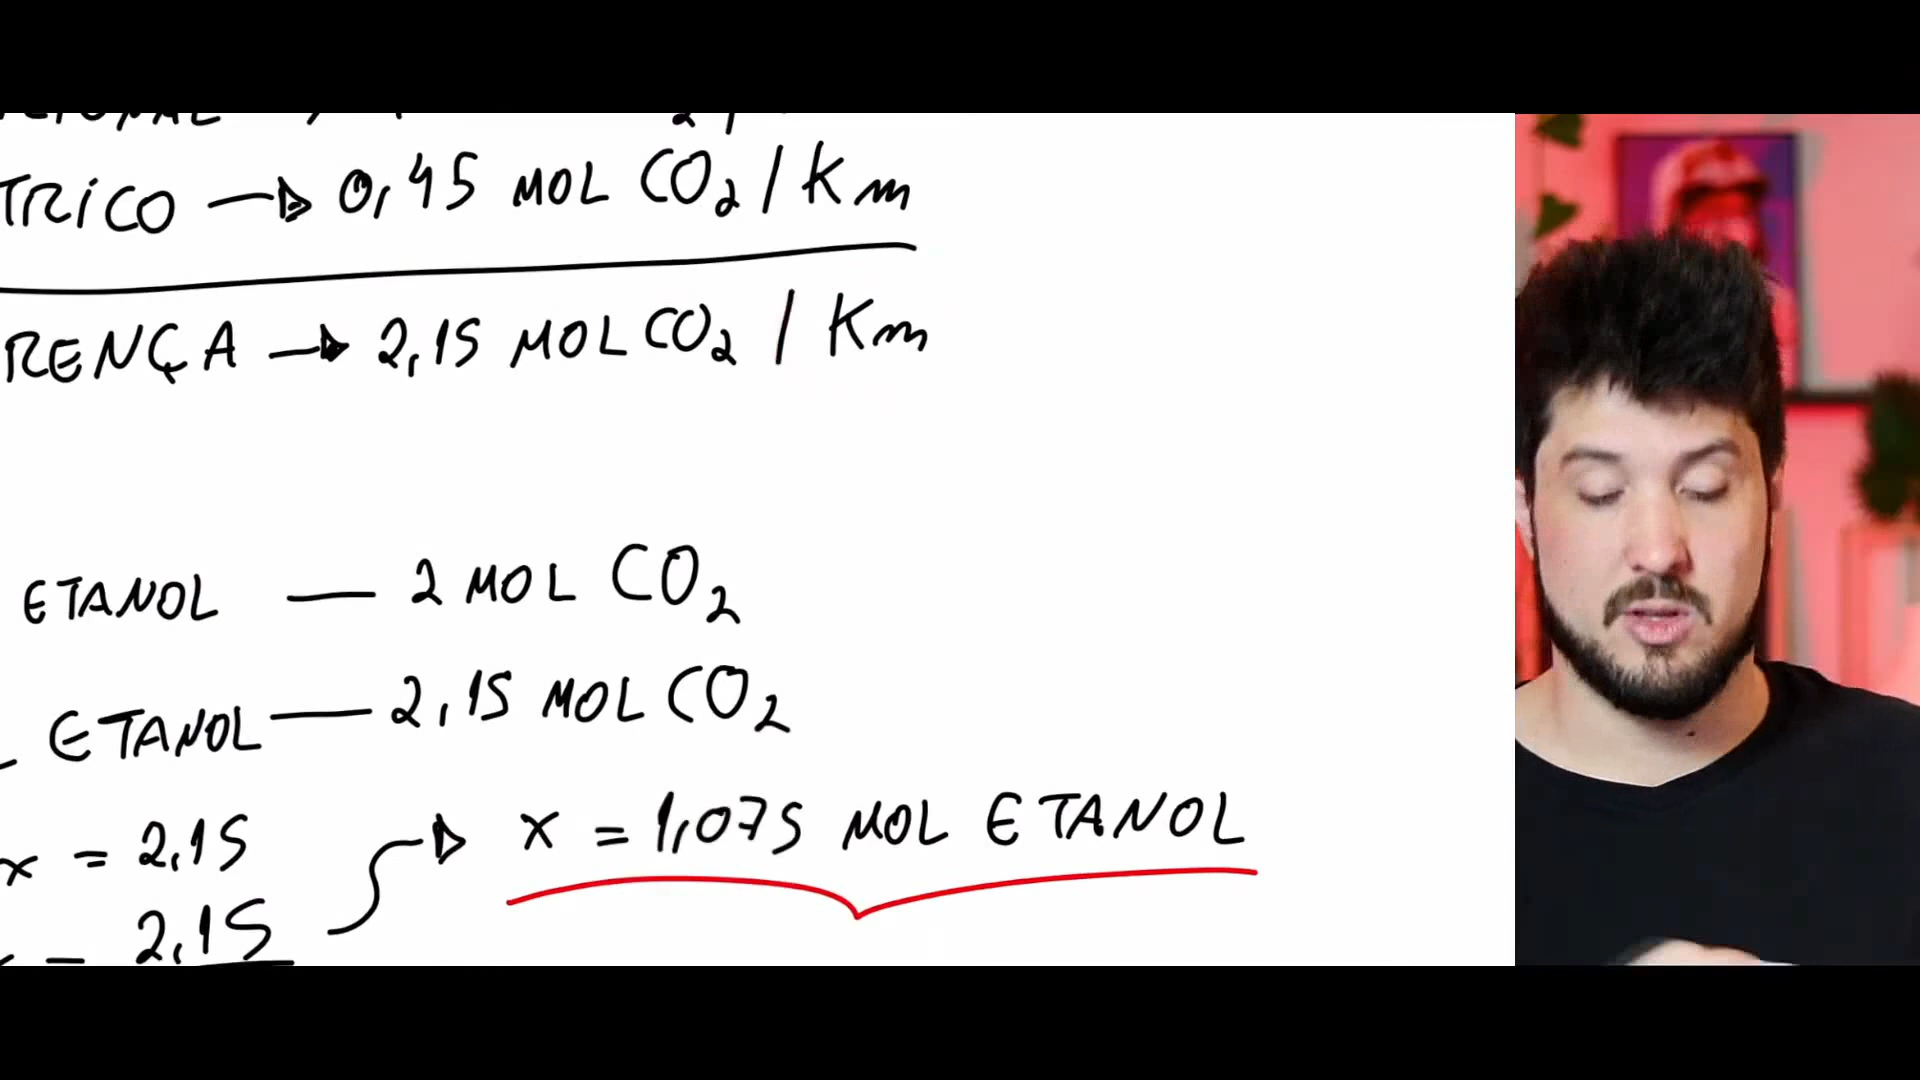 TRICO → 0,45 MOL CO₂ / Km
RENÇA → 2,15 MOL CO₂ / Km
ETANOL — 2 MOL CO₂
ETANOL — 2,15 MOL CO₂
x = 2,15
x = 1,075 MOL ETANOL
2,15